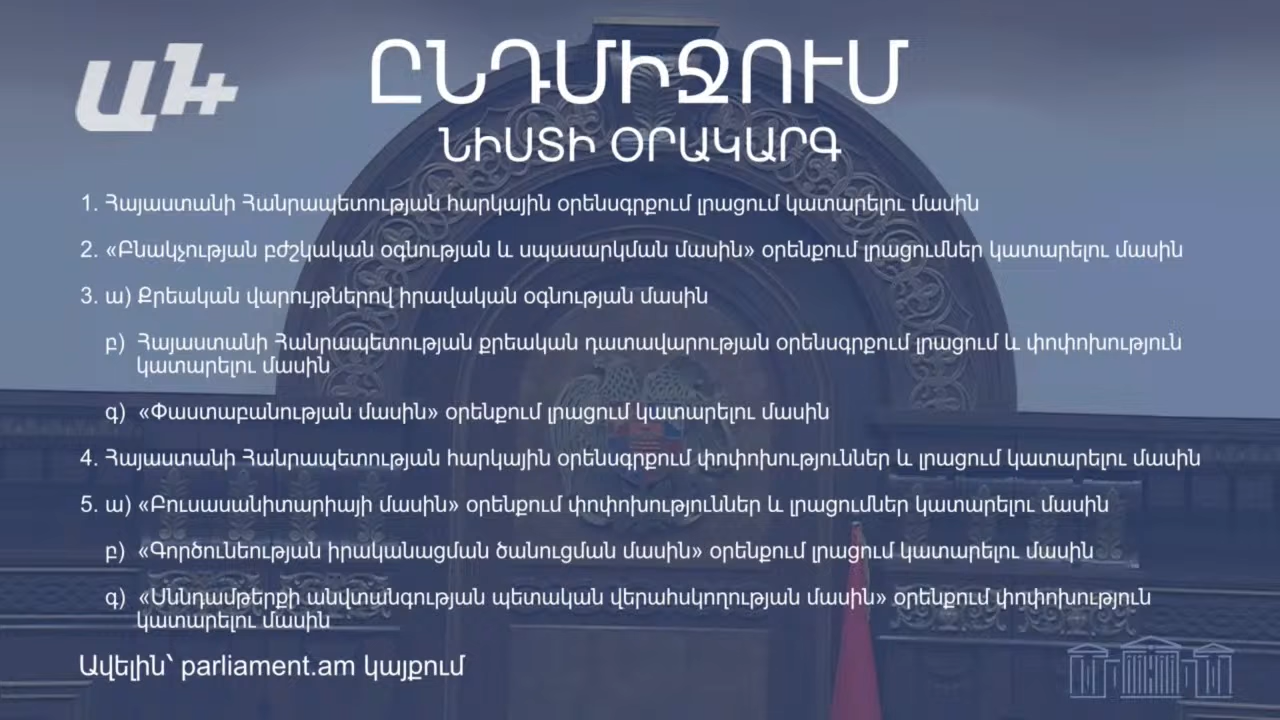 ԱՆ+
ԸՆԴՄԻՋՈՒՄ
ՆԻՍՏԻ ՕՐԱԿԱՐԳ
1. Հայաստանի Հանրապետության հարկային օրենսգրքում լրացում կատարելու մասին
2. «Բնակչության բժշկական օգնության և սպասարկման մասին» օրենքում լրացումներ կատարելու մասին
3. ա) Քրեական վարույթներով իրավական օգնության մասին
բ) Հայաստանի Հանրապետության քրեական դատավարության օրենսգրքում լրացում և փոփոխություն
կատարելու մասին
գ) «Փաստաբանության մասին» օրենքում լրացում կատարելու մասին
4. Հայաստանի Հանրապետության հարկային օրենսգրքում փոփոխություններ և լրացում կատարելու մասին
5. ա) «Բուսասանիտարիայի մասին» օրենքում փոփոխություններ և լրացումներ կատարելու մասին
բ) «Գործունեության իրականացման ծանուցման մասին» օրենքում լրացում կատարելու մասին
գ) «Սննդամթերքի անվտանգության պետական վերահսկողության մասին» օրենքում փոփոխություն
կատարելու մասին
Ավելին՝ parliament.am կայքում